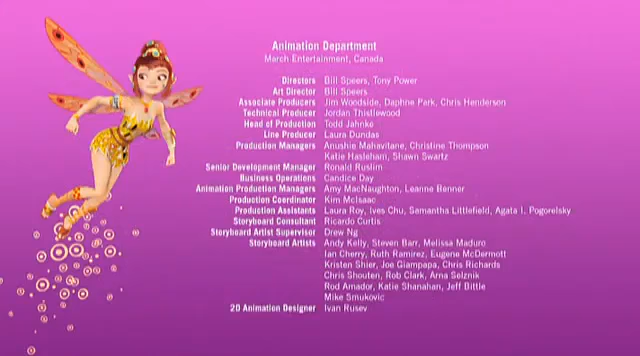 Animation Department
March Entertainment, Canada
Directors Bill Speers, Tony Power
Art Director Bill Speers
Associate Producers Jim Woodside, Daphne Park, Chris Henderson
Technical Producer Jordan Thistlewood
Head of Production Todd Jahnke
Line Producer Laura Dundas
Production Managers Anushie Mahavitane, Christine Thompson
Katie Hasleham, Shawn Swartz
Senior Development Manager Ronald Ruslim
Business Operations Candice Day
Animation Production Managers Amy MacNaughton, Leanne Benner
Production Coordinator Kim McIsaac
Production Assistants Laura Roy, Ives Chu, Samantha Littlefield, Agata I. Pogorelsky
Storyboard Consultant Ricardo Curtis
Storyboard Artist Supervisor Drew Ng
Storyboard Artists Andy Kelly, Steven Barr, Melissa Maduro
Ian Cherry, Ruth Ramirez, Eugene McDermott
Kristen Shier, Joe Giampapa, Chris Richards
Chris Shouten, Rob Clark, Arna Selznik
Rod Amador, Katie Shanahan, Jeff Bittle
Mike Smukovic
2D Animation Designer Ivan Rusev